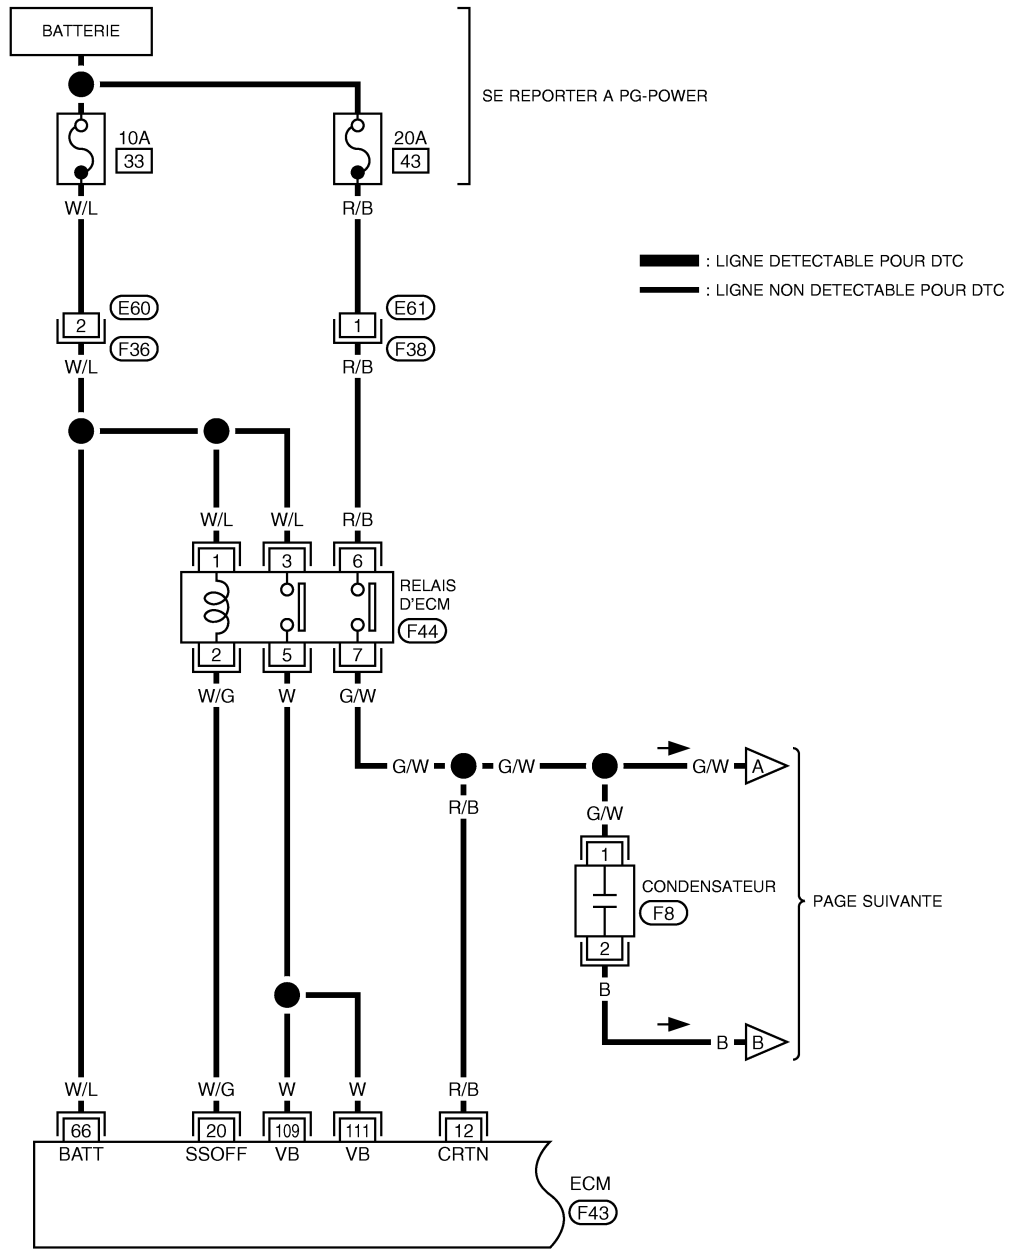 BATTERIE
SE REPORTER A PG-POWER
10A
33
20A
43
W/L
R/B
: LIGNE DETECTABLE POUR DTC
: LIGNE NON DETECTABLE POUR DTC
2
E60
F36
1
E61
F38
W/L
R/B
W/L
W/L
R/B
1
3
6
RELAIS
D'ECM
F44
2
5
7
W/G
W
G/W
G/W
G/W
G/W
A
R/B
G/W
1
CONDENSATEUR
F8
2
PAGE SUIVANTE
B
B
B
W/L
W/G
W
W
R/B
66
20
109
111
12
BATT
SSOFF
VB
VB
CRTN
ECM
F43